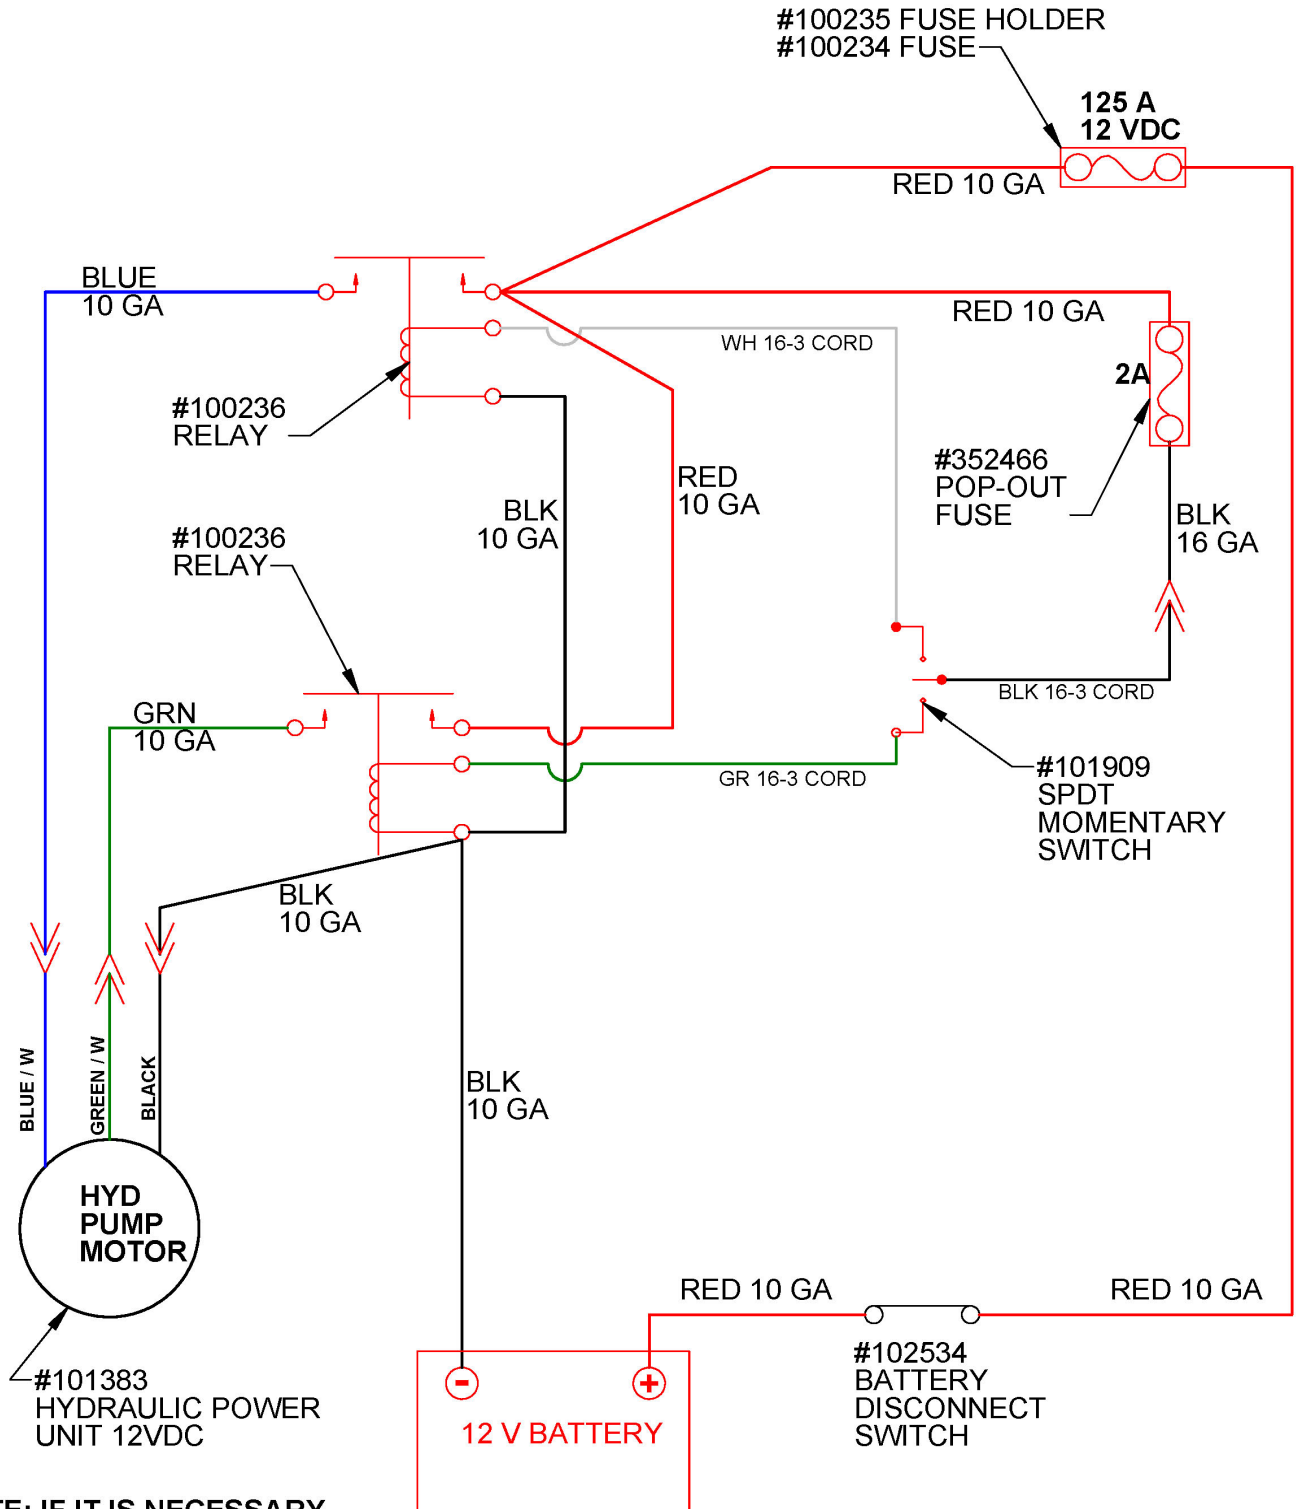 #100235 FUSE HOLDER
#100234 FUSE
125 A
12 VDC
RED 10 GA
BLUE
10 GA
RED 10 GA
WH 16-3 CORD
2A
#100236
RELAY
#352466
POP-OUT
FUSE
RED
10 GA
BLK
10 GA
BLK
16 GA
#100236
RELAY
BLK 16-3 CORD
GRN
10 GA
GR 16-3 CORD
#101909
SPDT
MOMENTARY
SWITCH
BLK
10 GA
BLUE / W
GREEN / W
BLACK
BLK
10 GA
HYD
PUMP
MOTOR
RED 10 GA
RED 10 GA
#102534
BATTERY
DISCONNECT
SWITCH
#101383
HYDRAULIC POWER
UNIT 12VDC
-
+
12 V BATTERY
: IF IT IS NECESSARY